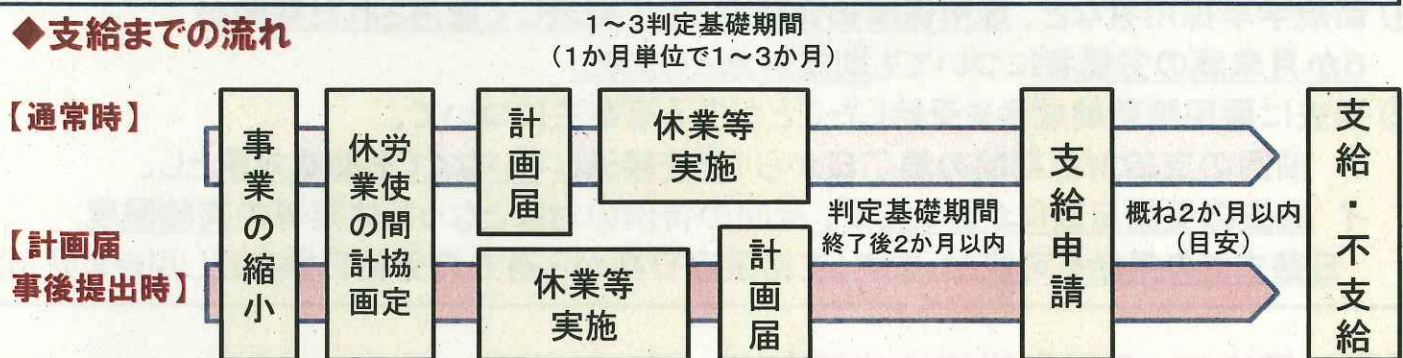 ◆支給までの流れ
1~3判定基礎期間
(1か月単位で1~3か月)
【通常時】
【計画届
事後提出時】
事業の縮小
労使間協定
休業の計画
計画届
休業等
実施
休業等
実施
計画届
判定基礎期間
終了後2か月以内
支給申請
概ね2か月以内
(目安)
支給・不支給